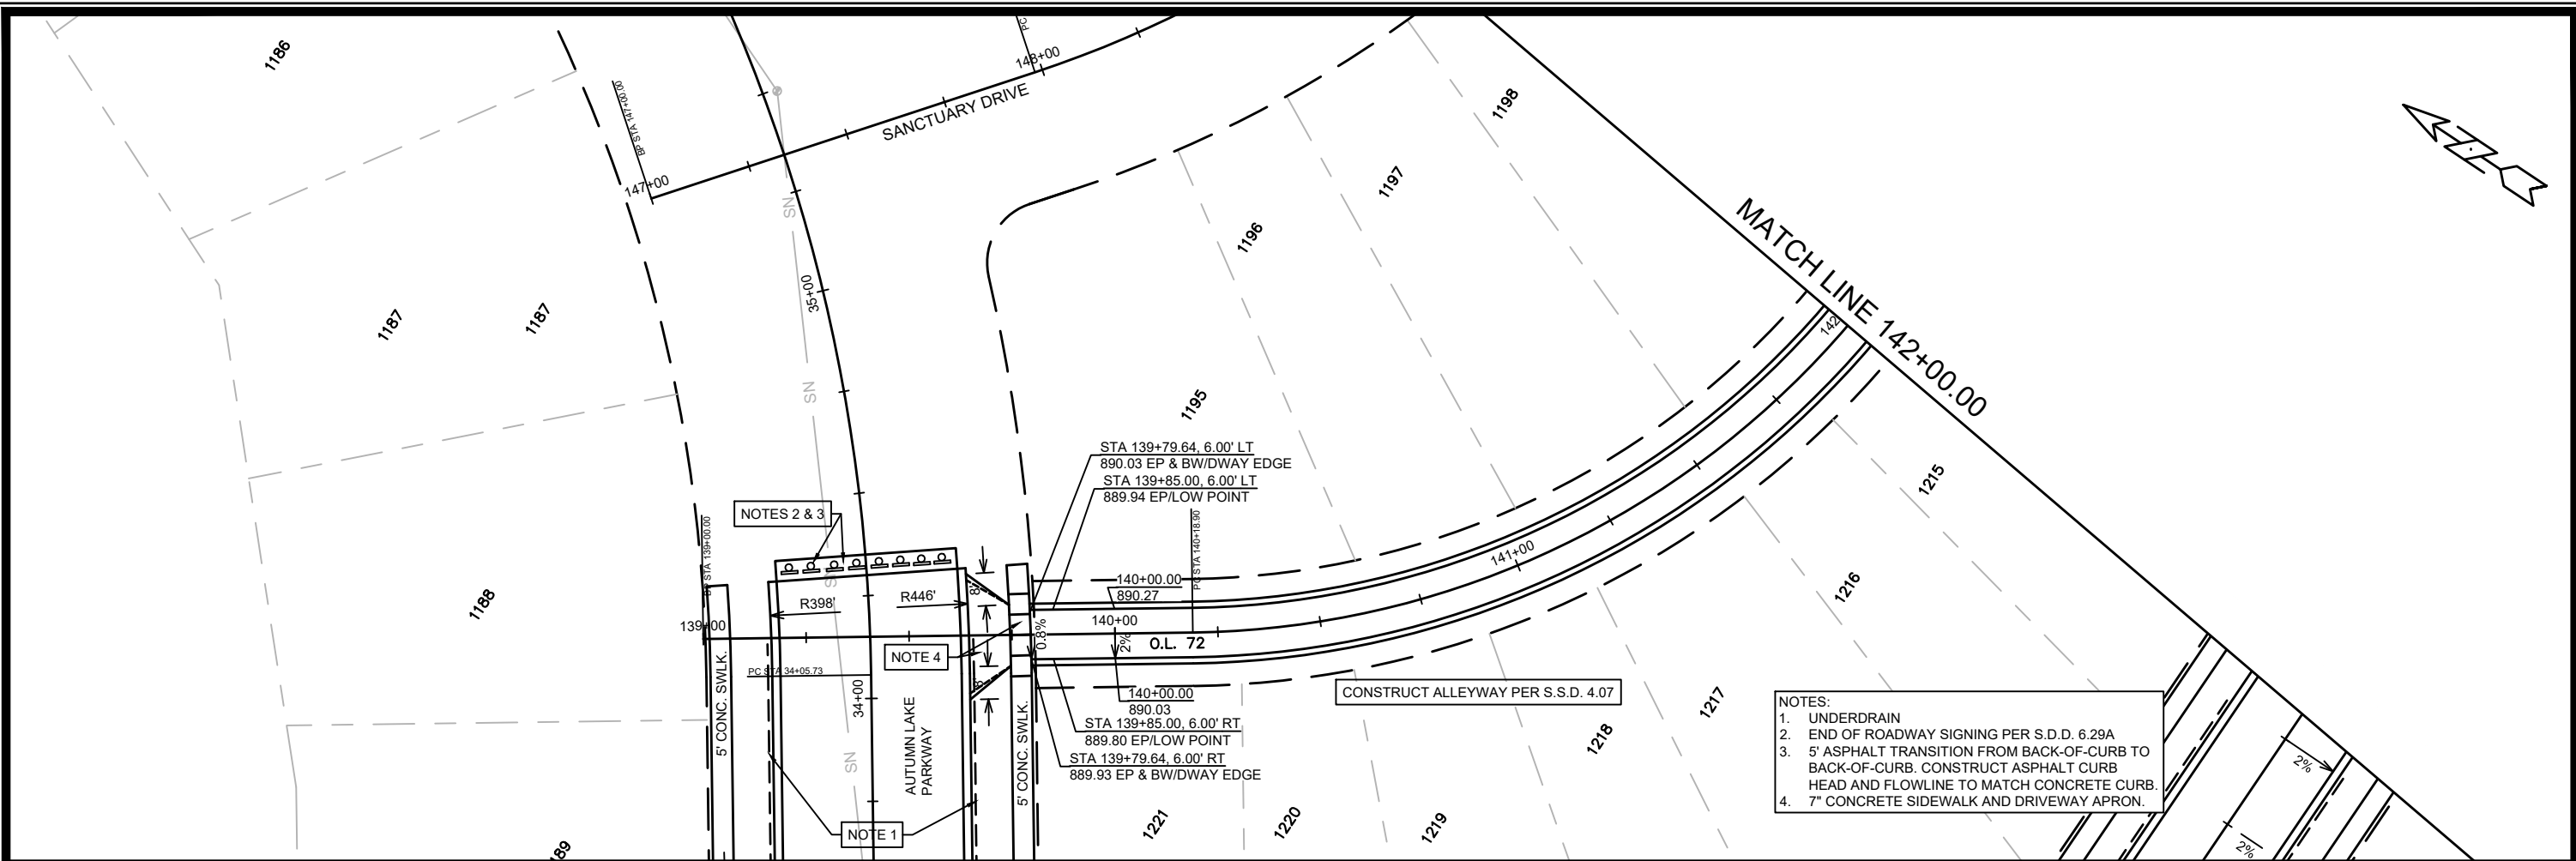 1186
BP STA 147+00.00
147+00
PC
148+00
SANCTUARY DRIVE
1198
1197
1196
MATCH LINE 142+00.00
SN
35+00
1187
1187
SN
1195
142
STA 139+79.64, 6.00' LT
890.03 EP & BW/DWAY EDGE
STA 139+85.00, 6.00' LT
889.94 EP/LOW POINT
1215
NOTES 2 & 3
PC STA 140+18.90
141+00
1188
R398'
R446'
8'
140+00.00
890.27
1216
139+00
140+00
0.8%
2%
O.L. 72
NOTE 4
PC STA 34+05.73
34+00
5' CONC. SWLK.
AUTUMN LAKE
PARKWAY
SN
5' CONC. SWLK.
140+00.00
890.03
STA 139+85.00, 6.00' RT
889.80 EP/LOW POINT
STA 139+79.64, 6.00' RT
889.93 EP & BW/DWAY EDGE
CONSTRUCT ALLEYWAY PER S.S.D. 4.07
1217
1218
1219
1220
1221
NOTE 1
NOTES:
1. UNDERDRAIN
2. END OF ROADWAY SIGNING PER S.D.D. 6.29A
3. 5' ASPHALT TRANSITION FROM BACK-OF-CURB TO
BACK-OF-CURB. CONSTRUCT ASPHALT CURB
HEAD AND FLOWLINE TO MATCH CONCRETE CURB.
4. 7" CONCRETE SIDEWALK AND DRIVEWAY APRON.
2%
2%